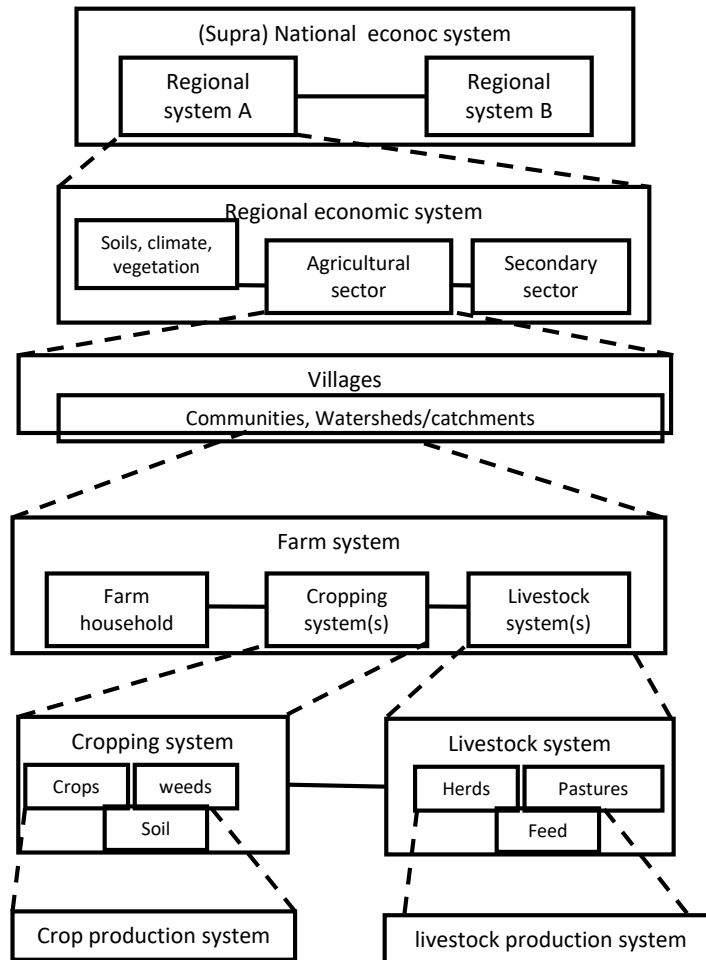 (Supra) National  econoc system
Regional
system A
Regional
system B
Regional economic system
Soils, climate,
vegetation
Agricultural
sector
Secondary
sector
Villages
Communities, Watersheds/catchments
Farm system
Farm
household
Cropping
system(s)
Livestock
system(s)
Cropping system
Crops
weeds
Soil
Livestock system
Herds
Pastures
Feed
Crop production system
livestock production system